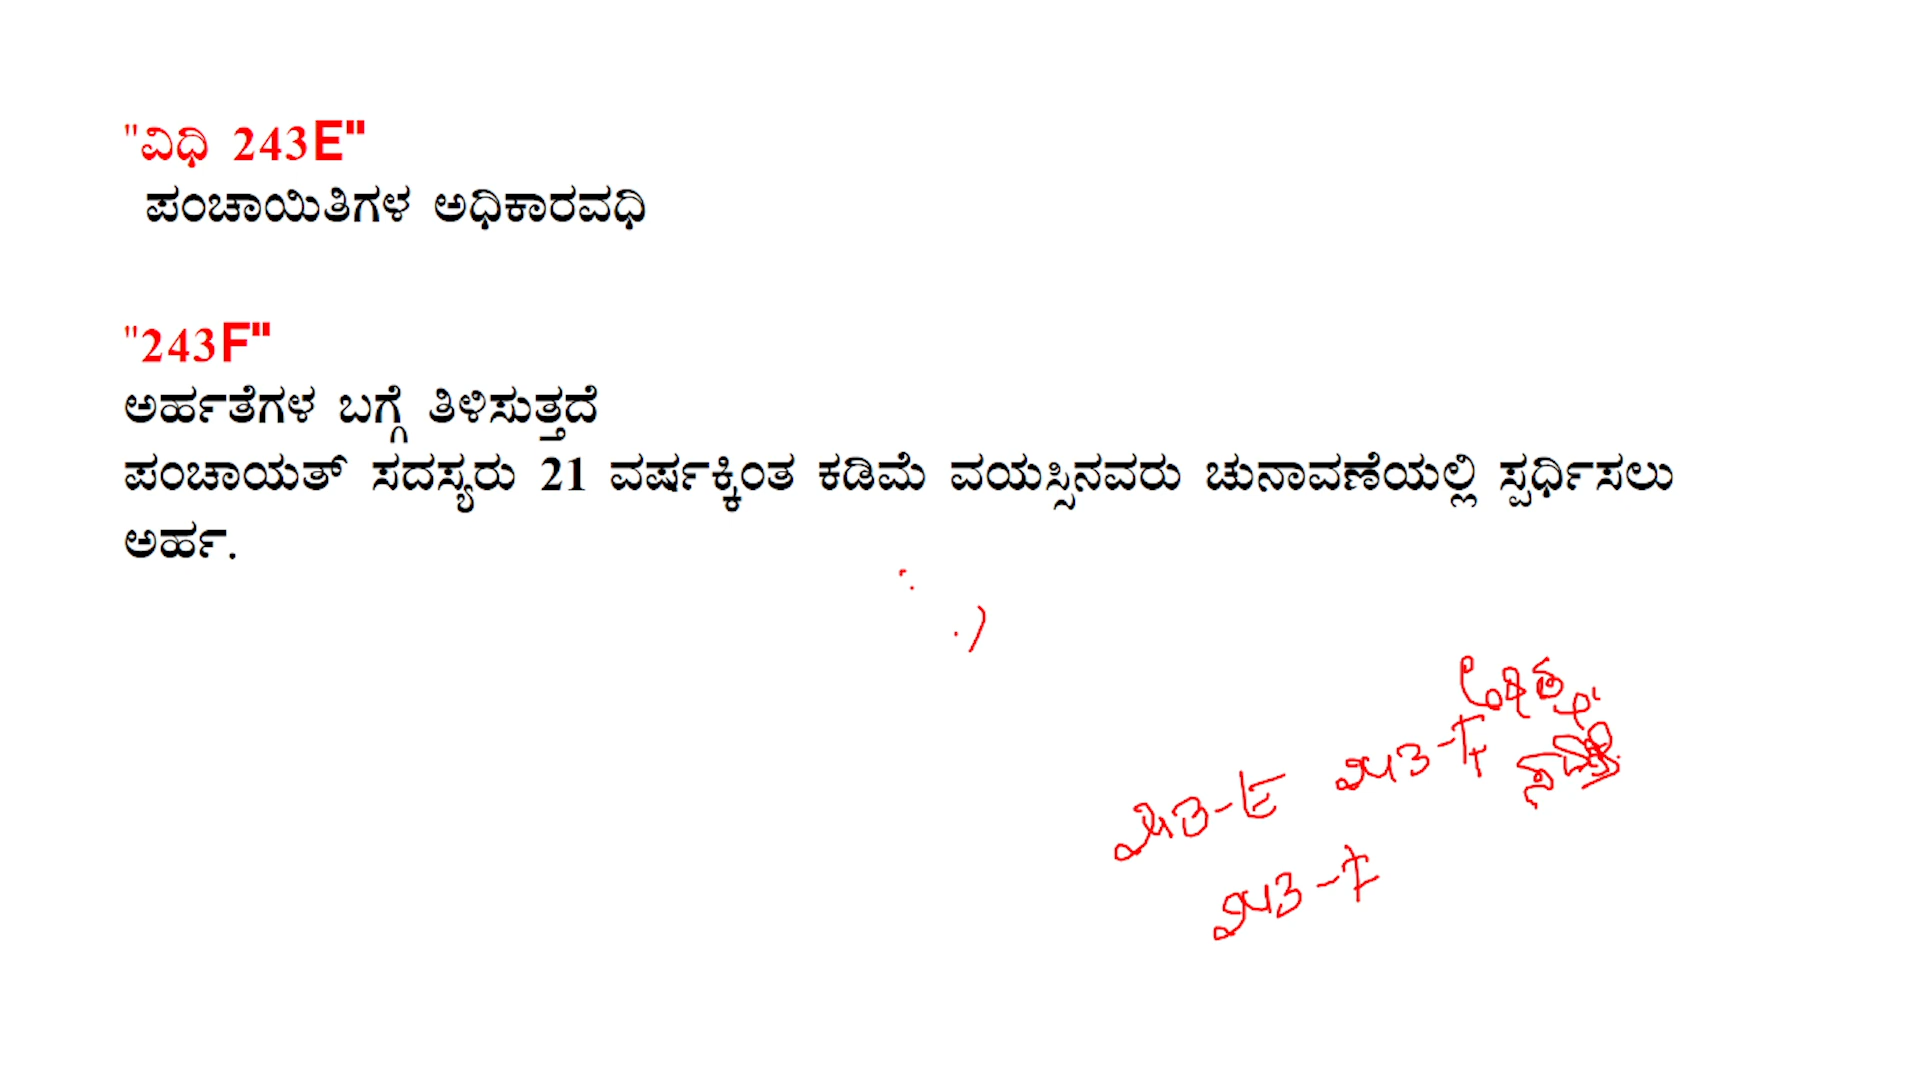 "ವಿಧಿ 243E"
ಪಂಚಾಯಿತಿಗಳ ಅಧಿಕಾರವಧಿ
"243F"
ಅರ್ಹತೆಗಳ ಬಗ್ಗೆ ತಿಳಿಸುತ್ತದೆ
ಪಂಚಾಯತ್ ಸದಸ್ಯರು 21 ವರ್ಷಕ್ಕಿಂತ ಕಡಿಮೆ ವಯಸ್ಸಿನವರು ಚುನಾವಣೆಯಲ್ಲಿ ಸ್ಪರ್ಧಿಸಲು
ಅರ್ಹ.
243-F
243-E
243-I